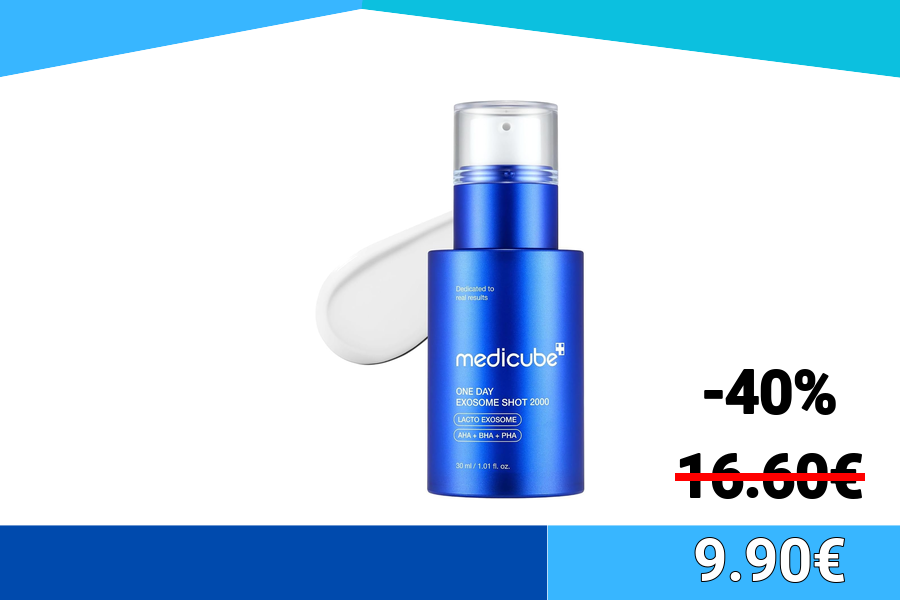 Dedicated to
real results
medicube
ONE DAY
EXOSOME SHOT 2000
LACTO EXOSOME
AHA + BHA + PHA
30 ml / 1.01 fl. oz.
-40%
16.60€
9.90€